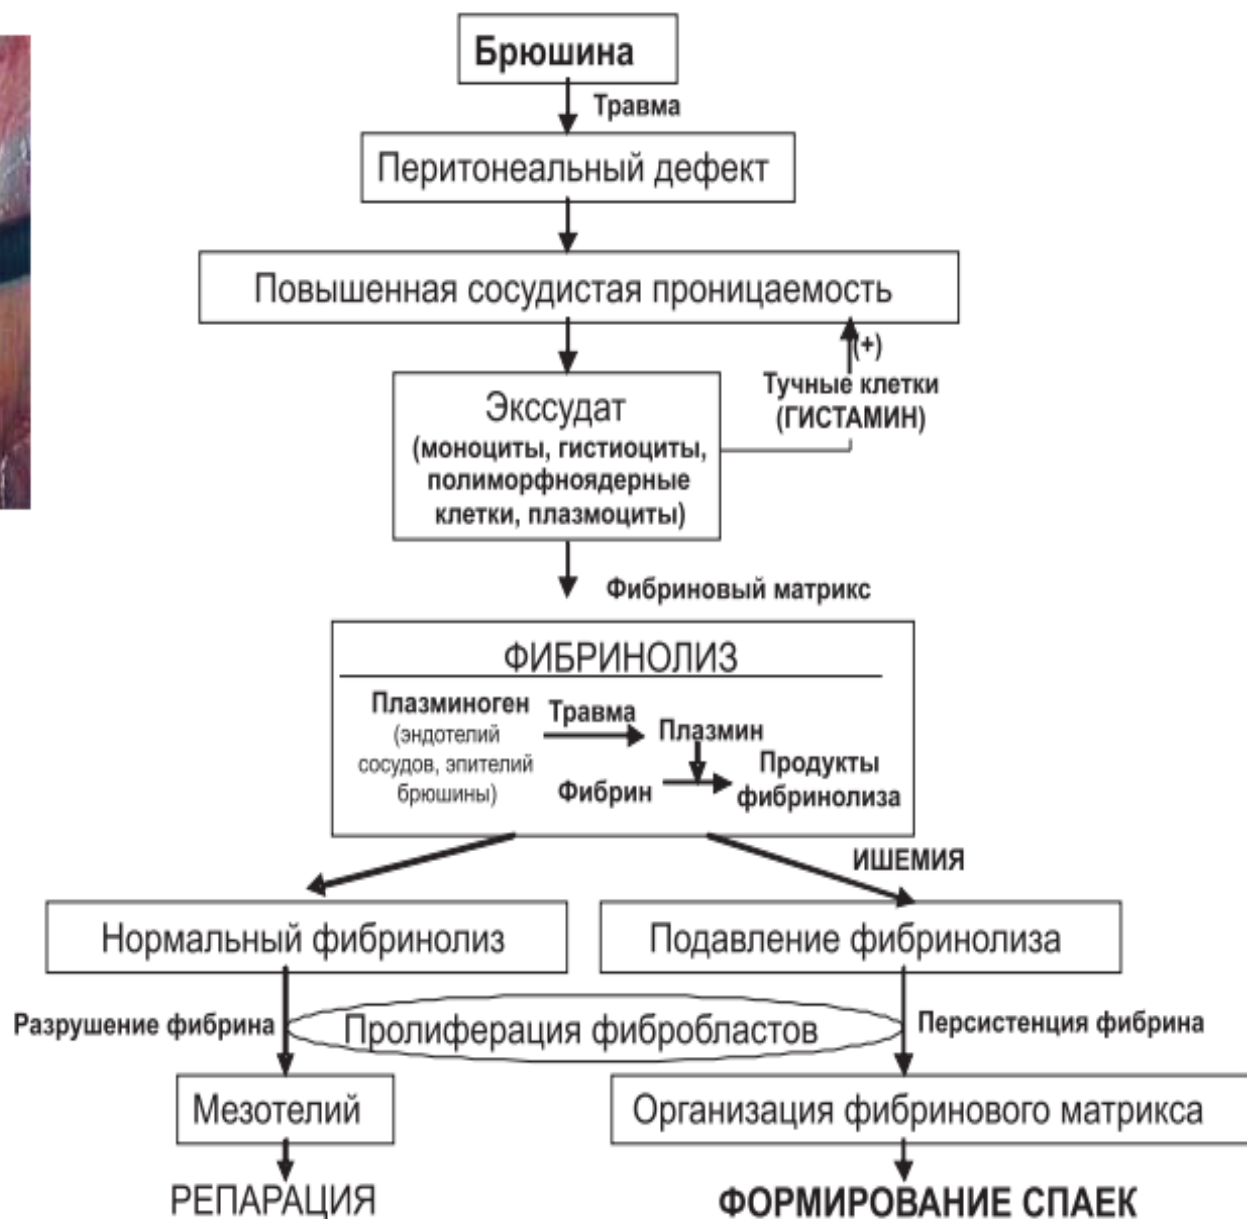 Брюшина
Травма
Перитонеальный дефект
Повышенная сосудистая проницаемость
(+)
Тучные клетки
(ГИСТАМИН)
Экссудат
(моноциты, гистиоциты,
полиморфноядерные
клетки, плазмоциты)
Фибриновый матрикс
ФИБРИНОЛИЗ
Плазминоген
(эндотелий
сосудов, эпителий
брюшины)
Травма
Плазмин
Фибрин
Продукты
фибринолиза
ИШЕМИЯ
Нормальный фибринолиз
Подавление фибринолиза
Разрушение фибрина
Пролиферация фибробластов
Персистенция фибрина
Мезотелий
Организация фибринового матрикса
РЕПАРАЦИЯ
ФОРМИРОВАНИЕ СПАЕК